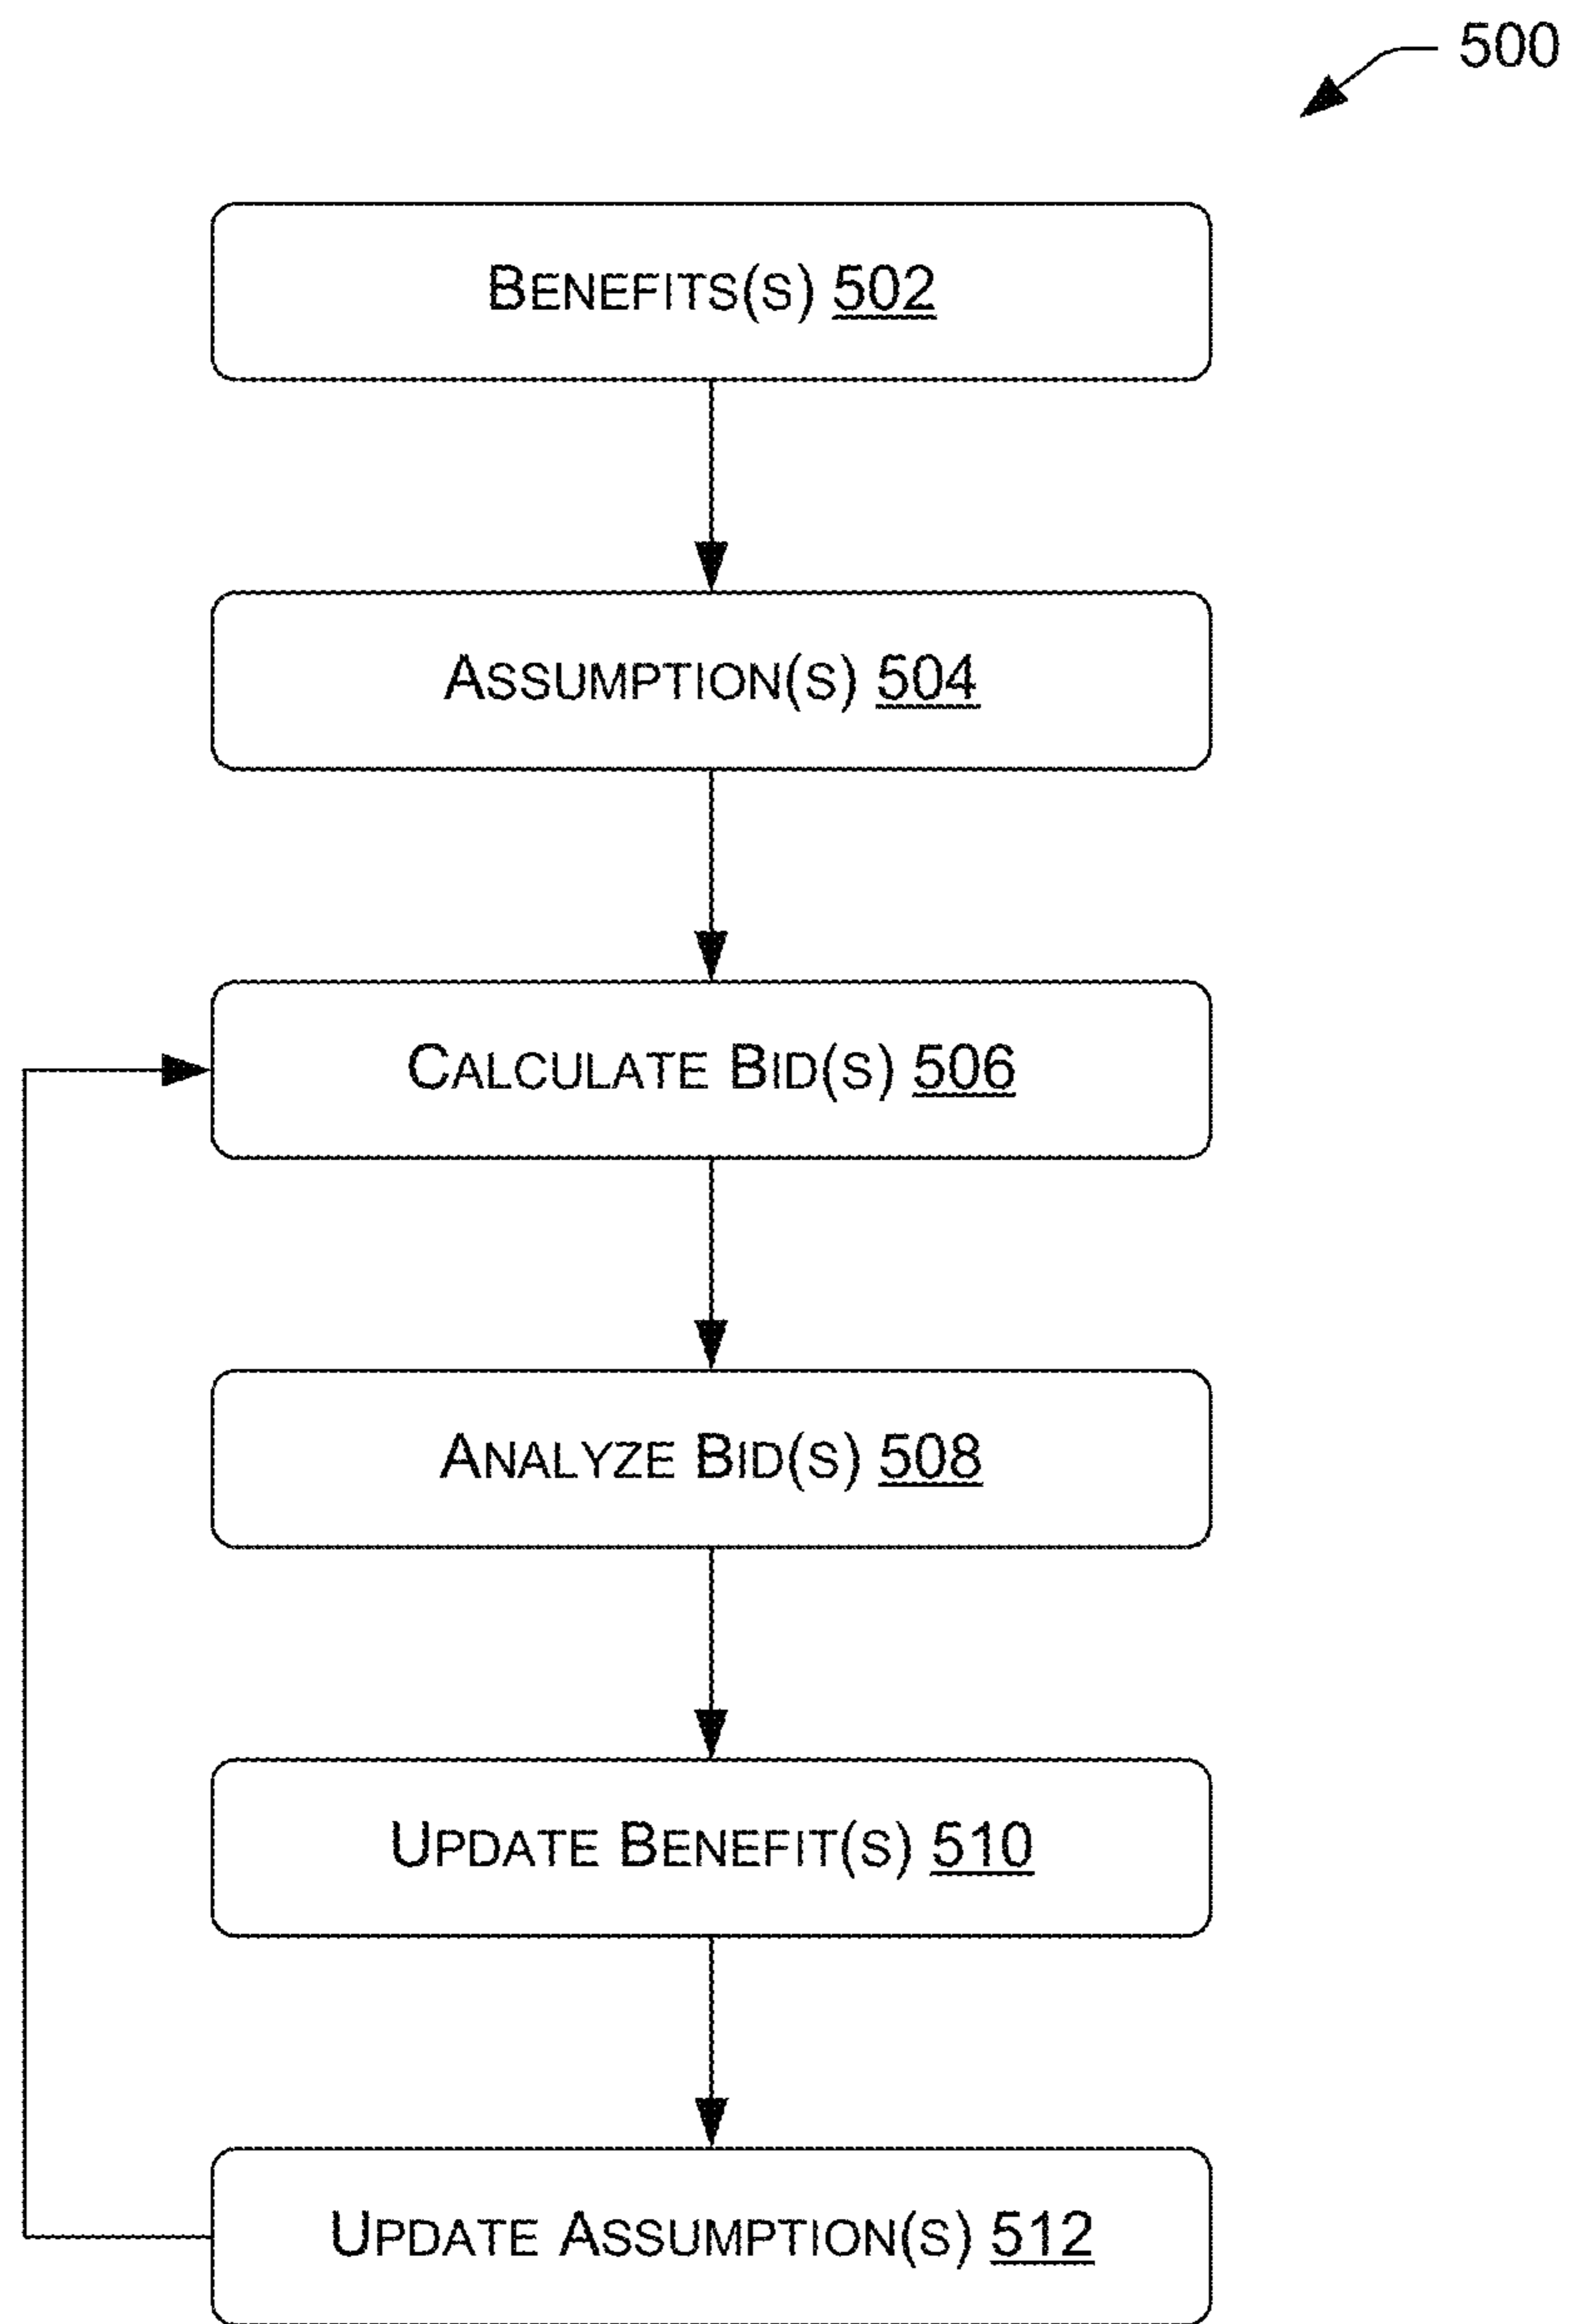 500
BENEFITS(S) 502
ASSUMPTION(S) 504
CALCULATE BID(S) 506
ANALYZE BID(S) 508
UPDATE BENEFIT(S) 510
UPDATE ASSUMPTION(S) 512